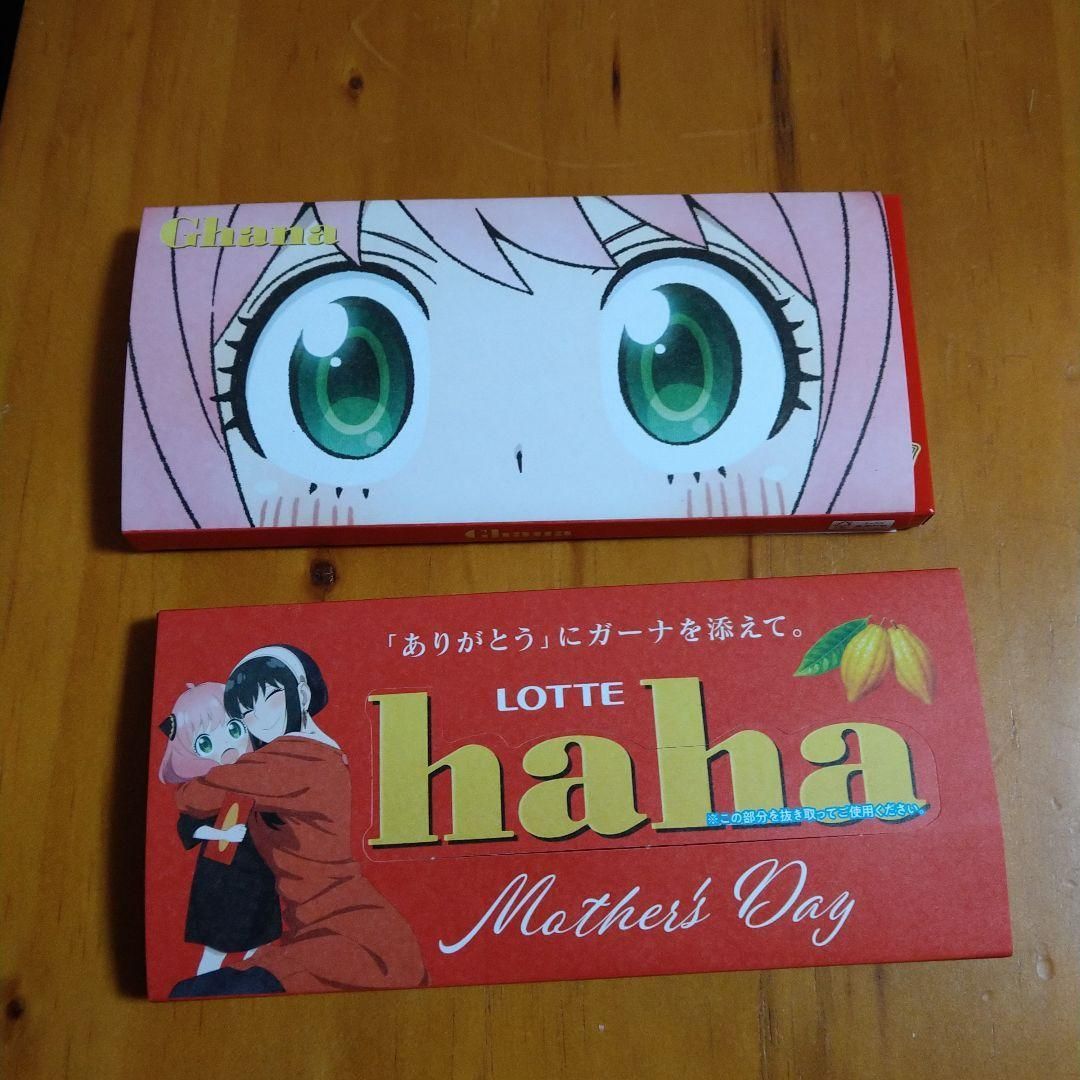 Ghana
Ghana
「ありがとう」にガーナを添えて。
LOTTE
haha
※この部分を抜き取ってご使用ください。
Mother's Day